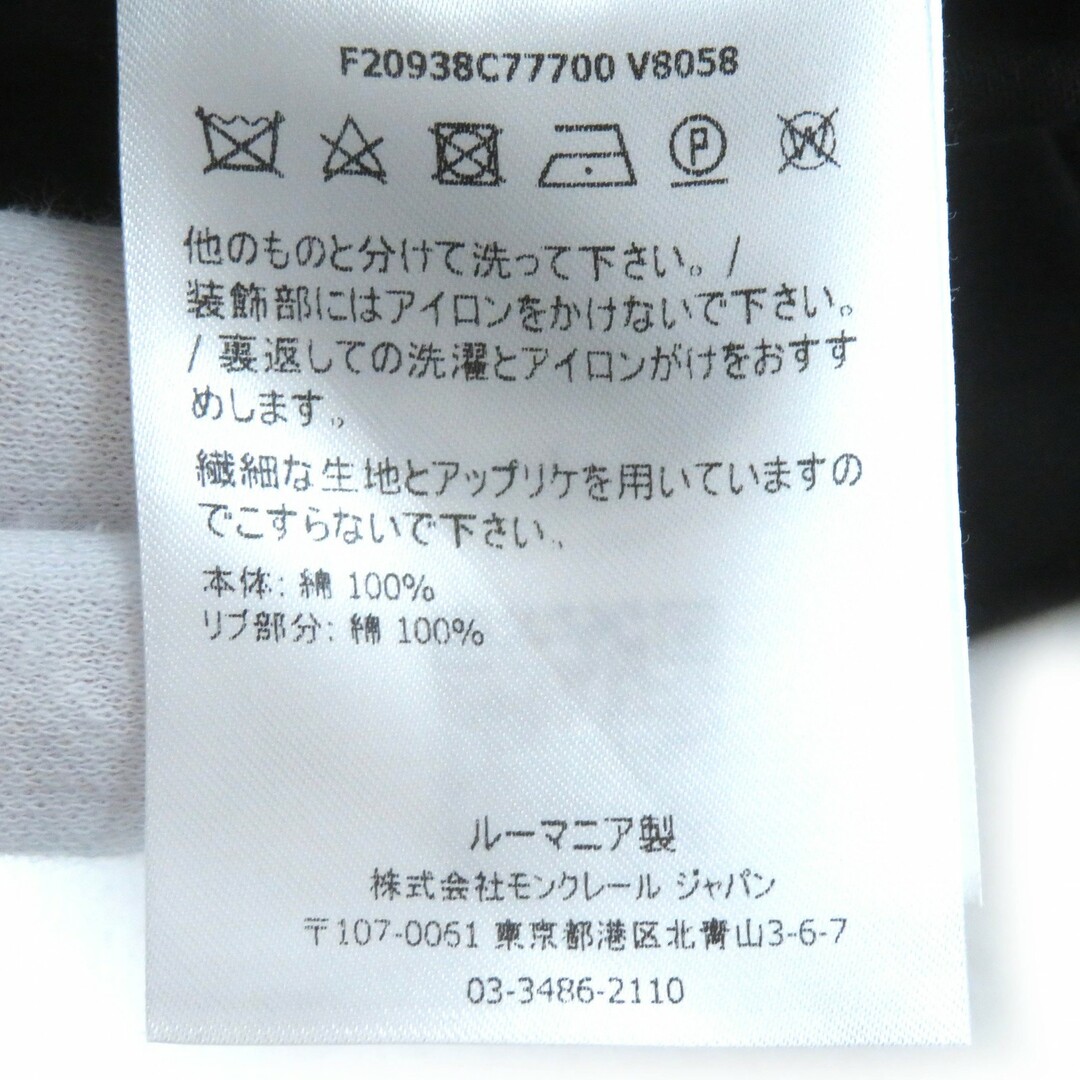 F20938C77700 V8058
P W
他のものと分けて洗って下さい。/
装飾部にはアイロンをかけないで下さい。
/ 裏返しての洗濯とアイロンがけをおすす
めします。
繊細な生地とアップリケを用いていますの
でこすらないで下さい。
本体: 綿 100%
リブ部分: 綿 100%
ルーマニア製
株式会社モンクレール ジャパン
〒107-0061 東京都港区北青山3-6-7
03-3486-2110